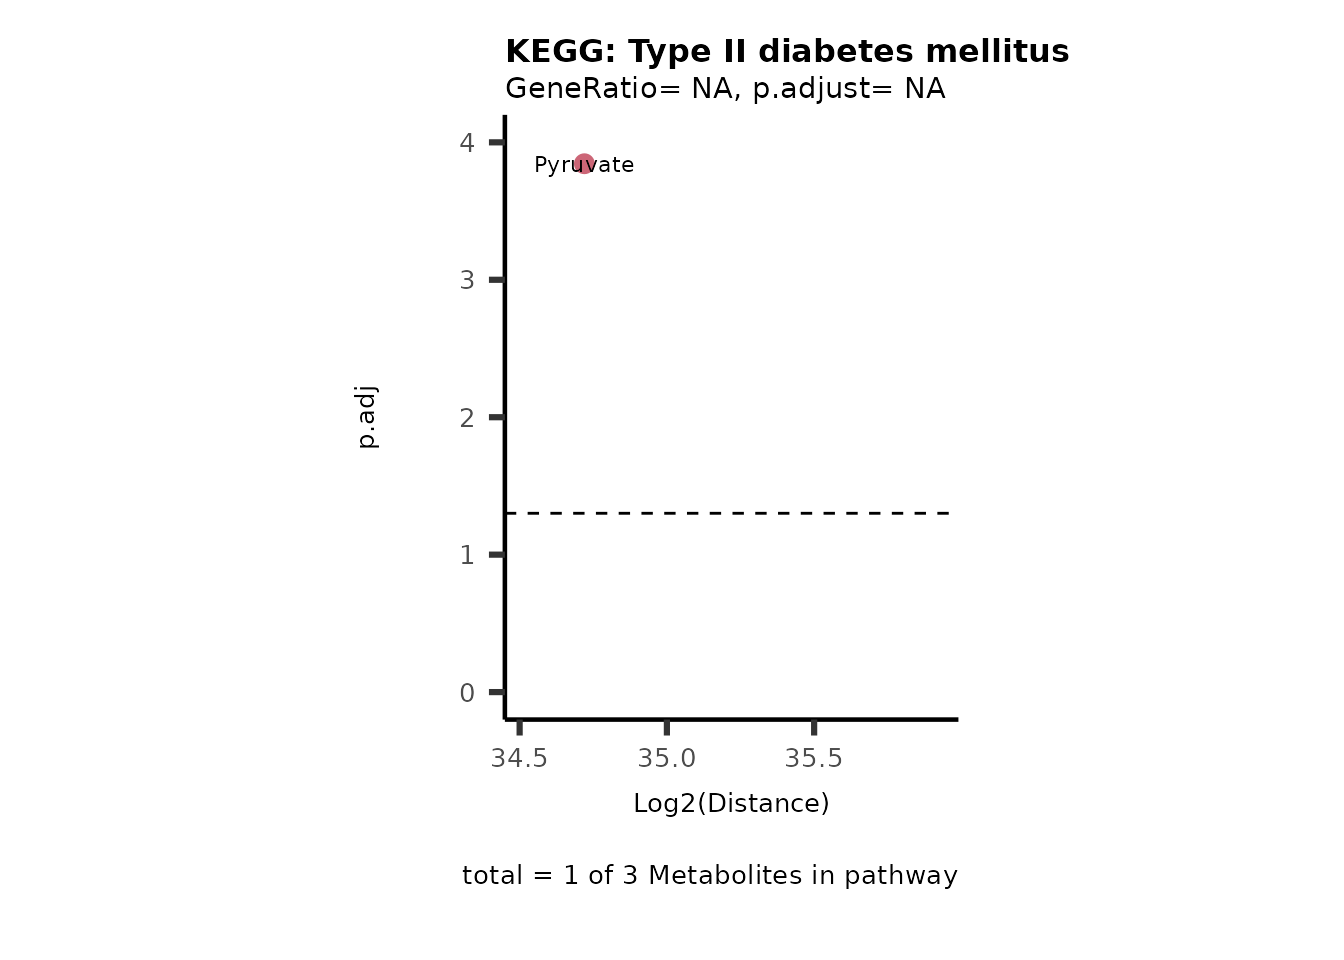 KEGG: Type II diabetes mellitus
GeneRatio= NA, p.adjust= NA
4
Pyruvate
3
2
p.adj
1
0
34.5 35.0 35.5
Log2(Distance)
total = 1 of 3 Metabolites in pathway